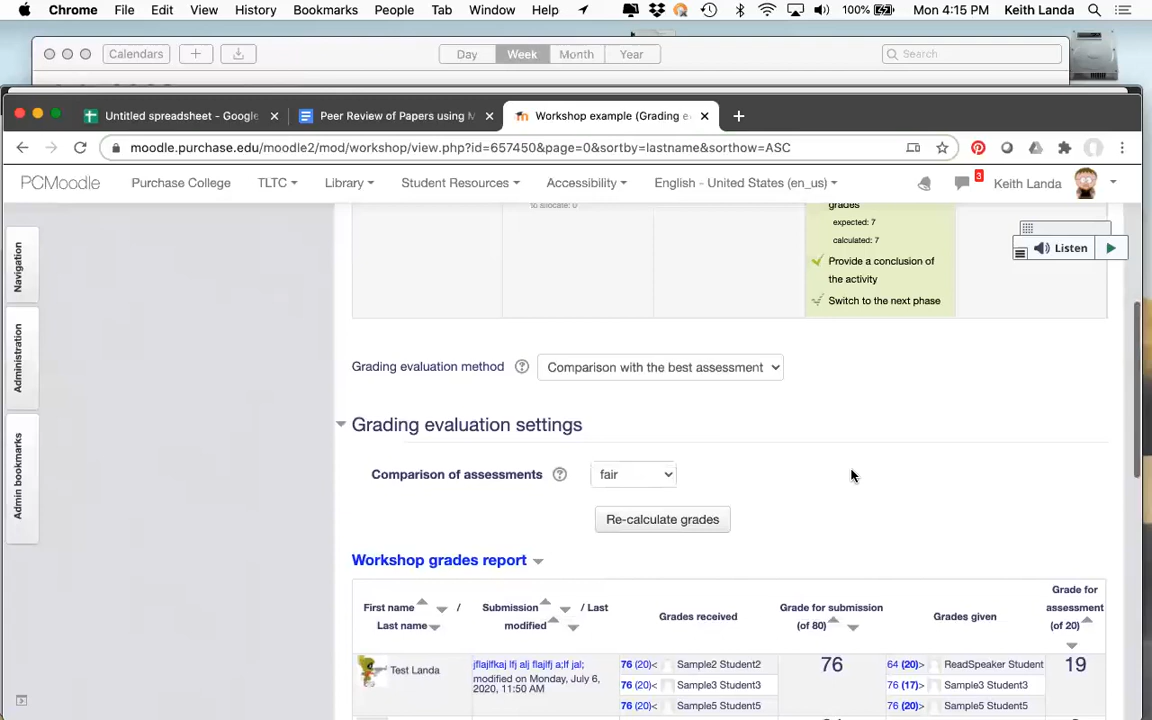 Chrome File Edit View History Bookmarks People Tab Window Help 100% Mon 4:15 PM Keith Landa
Calendars + Day Week Month Year Search
Untitled spreadsheet - Google Peer Review of Papers using M Workshop example (Grading e
moodle.purchase.edu/moodle2/mod/workshop/view.php?id=657450&page=0&sortby=lastname&sorthow=ASC
PCMoodle Purchase College TLTC Library Student Resources Accessibility English - United States (en_us) 3 Keith Landa
Navigation
Administration
Admin bookmarks
to allocate: 0
grades
expected: 7
calculated: 7
Provide a conclusion of
the activity
Switch to the next phase
Listen
Grading evaluation method Comparison with the best assessment
Grading evaluation settings
Comparison of assessments fair
Re-calculate grades
Workshop grades report
First name / Last name
Submission / Last modified
Grades received
Grade for submission (of 80)
Grades given
Grade for assessment (of 20)
Test Landa
jflajlfkaj lfj alj flajlfj a;lf jal;
modified on Monday, July 6,
2020, 11:50 AM
76 (20)< Sample2 Student2
76 (20)< Sample3 Student3
76 (20)< Sample5 Student5
76
64 (20)> ReadSpeaker Student
76 (17)> Sample3 Student3
76 (20)> Sample5 Student5
19